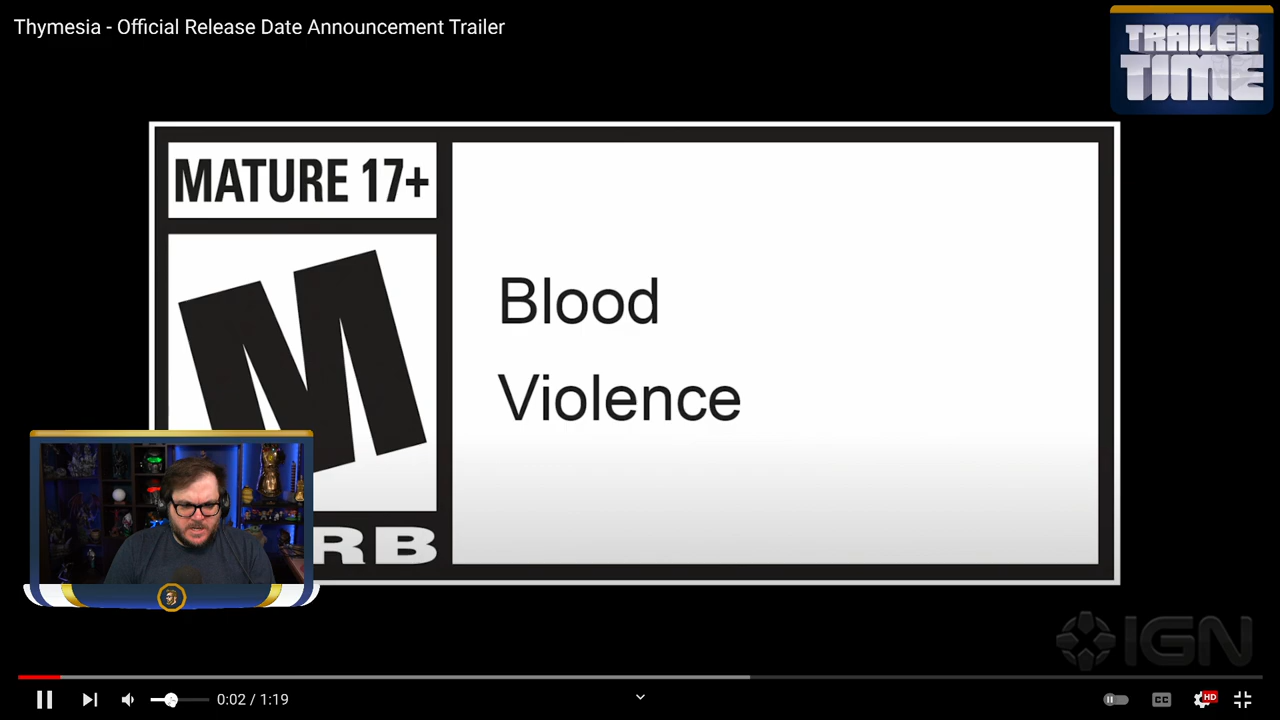 Thymesia - Official Release Date Announcement Trailer
TRAILER
TIME
MATURE 17+
M
Blood
Violence
RB
IGN
0:02 / 1:19
CC
HD